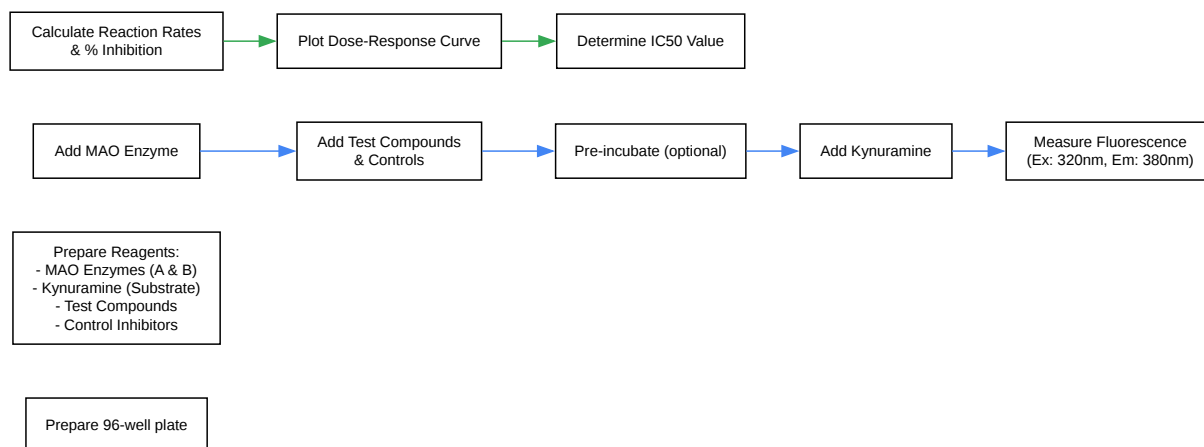 Calculate Reaction Rates
& % Inhibition
Plot Dose-Response Curve
Determine IC50 Value
Add MAO Enzyme
Add Test Compounds
& Controls
Pre-incubate (optional)
Add Kynuramine
Measure Fluorescence
(Ex: 320nm, Em: 380nm)
Prepare Reagents:
- MAO Enzymes (A & B)
- Kynuramine (Substrate)
- Test Compounds
- Control Inhibitors
Prepare 96-well plate